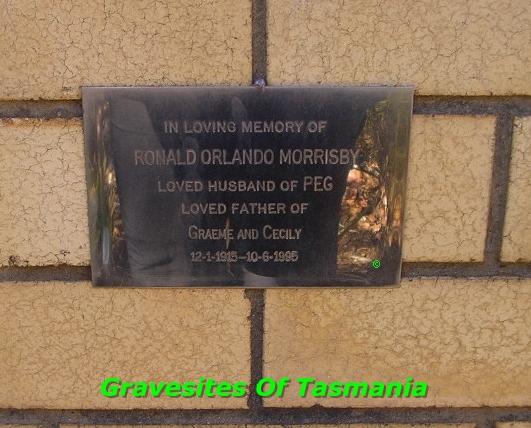 IN LOVING MEMORY OF
RONALD ORLANDO MORRISBY
LOVED HUSBAND OF PEG
LOVED FATHER OF
GRAEME AND CECILY
12-1-1915-10-6-1995
©
Gravesites Of Tasmania